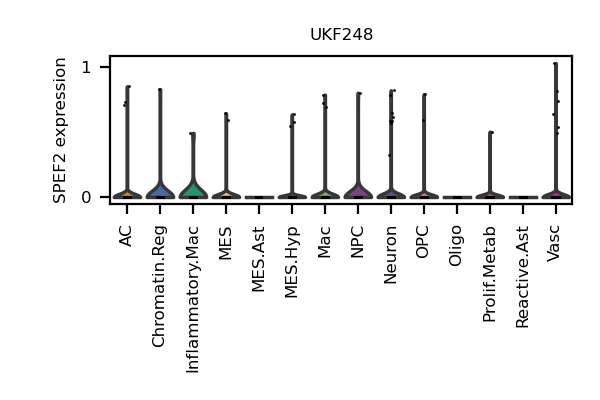 UKF248
SPEF2 expression
1
0
AC
Chromatin.Reg
Inflammatory.Mac
MES
MES.Ast
MES.Hyp
Mac
NPC
Neuron
OPC
Oligo
Prolif.Metab
Reactive.Ast
Vasc